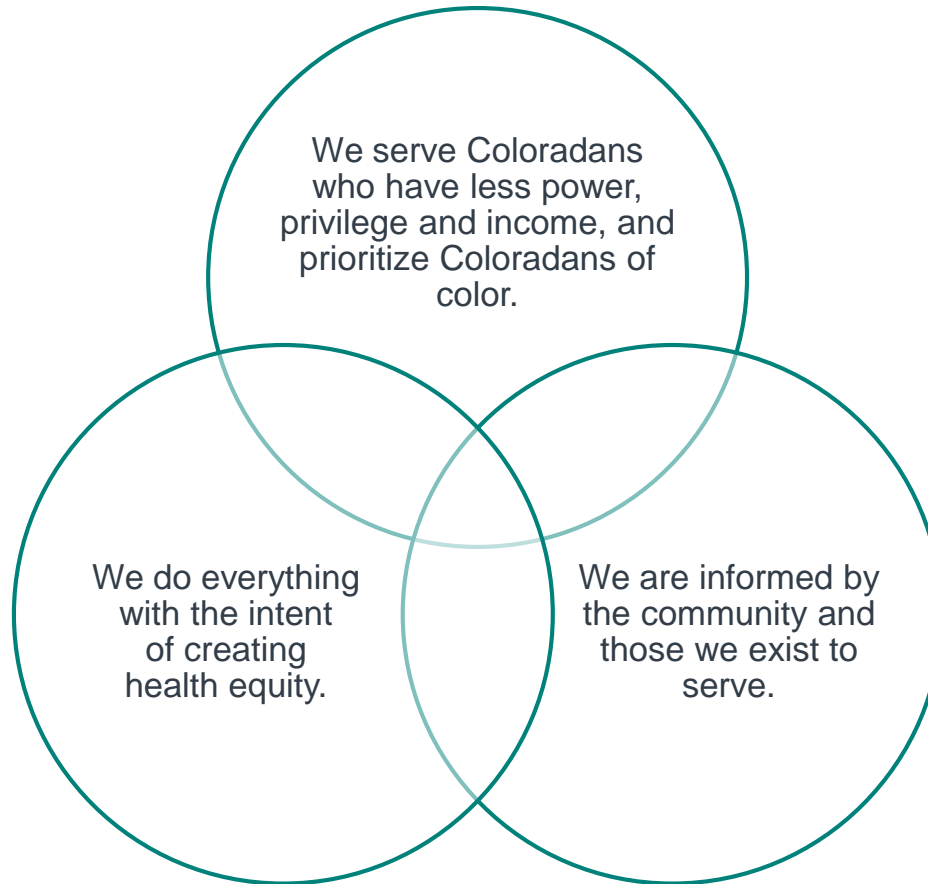 We serve Coloradans
who have less power,
privilege and income, and
prioritize Coloradans of
color.
We do everything
with the intent
of creating
health equity.
We are informed by
the community and
those we exist to
serve.